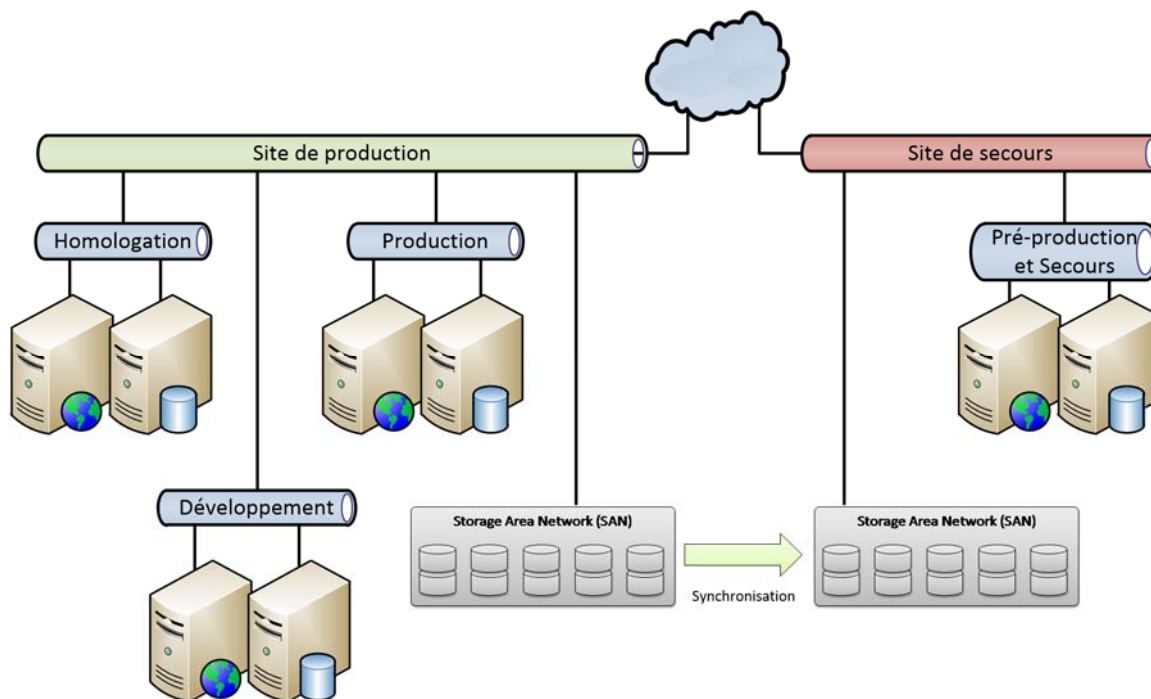 Site de production
Site de secours
Homologation
Production
Pré-production
et Secours
Développement
Storage Area Network (SAN)
Storage Area Network (SAN)
Synchronisation